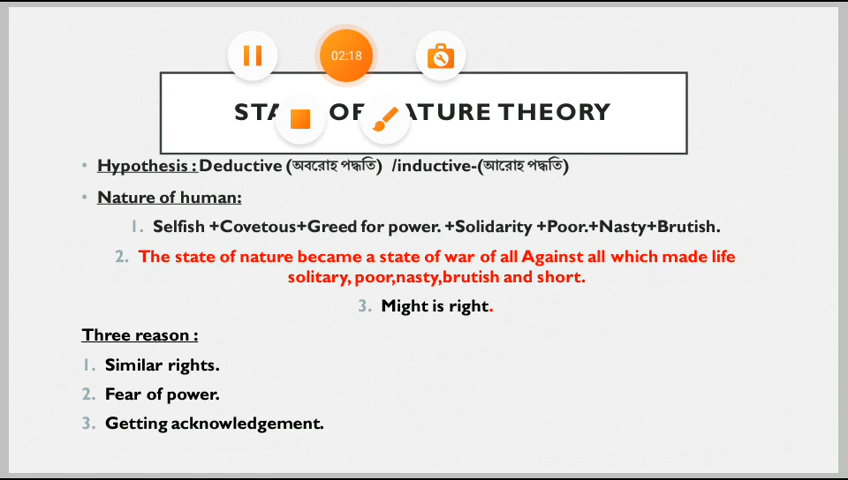 02:18
NATURE THEORY
• Hypothesis : Deductive (অবরোহ পদ্ধতি) /inductive-(আরোহ পদ্ধতি)
• Nature of human:
1. Selfish +Covetous+Greed for power. +Solidarity +Poor.+Nasty+Brutish.
2. The state of nature became a state of war of all Against all which made life
solitary, poor,nasty,brutish and short.
3. Might is right.
Three reason :
1. Similar rights.
2. Fear of power.
3. Getting acknowledgement.